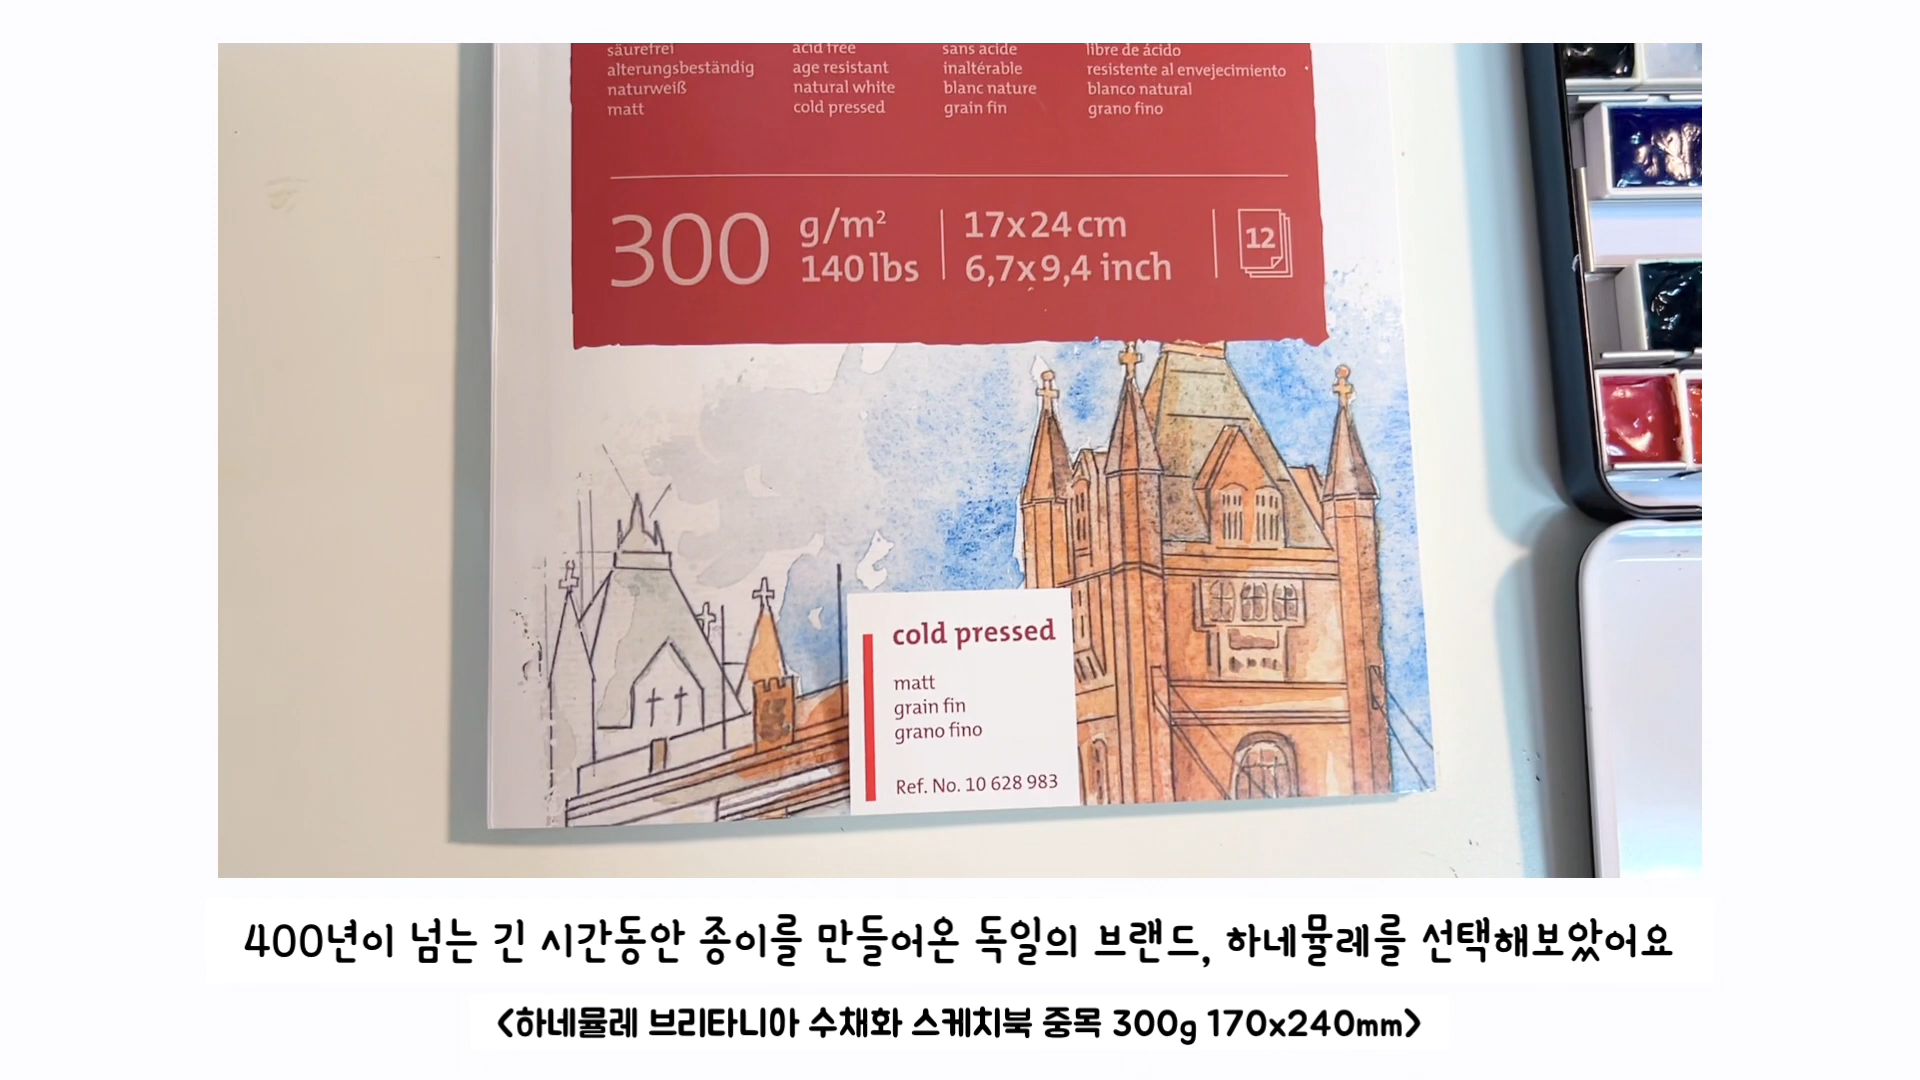 säurefrei
alterungsbeständig
naturweiß
matt
acid free
age resistant
natural white
cold pressed
sans acide
inaltérable
blanc nature
grain fin
libre de ácido
resistente al envejecimiento
blanco natural
grano fino
300 g/m² 140 lbs
17x24 cm
6,7x9,4 inch
12
cold pressed
matt
grain fin
grano fino
Ref. No. 10 628 983
400년이 넘는 긴 시간동안 종이를 만들어온 독일의 브랜드, 하네뮬레를 선택해보았어요
<하네뮬레 브리타니아 수채화 스케치북 중목 300g 170x240mm>